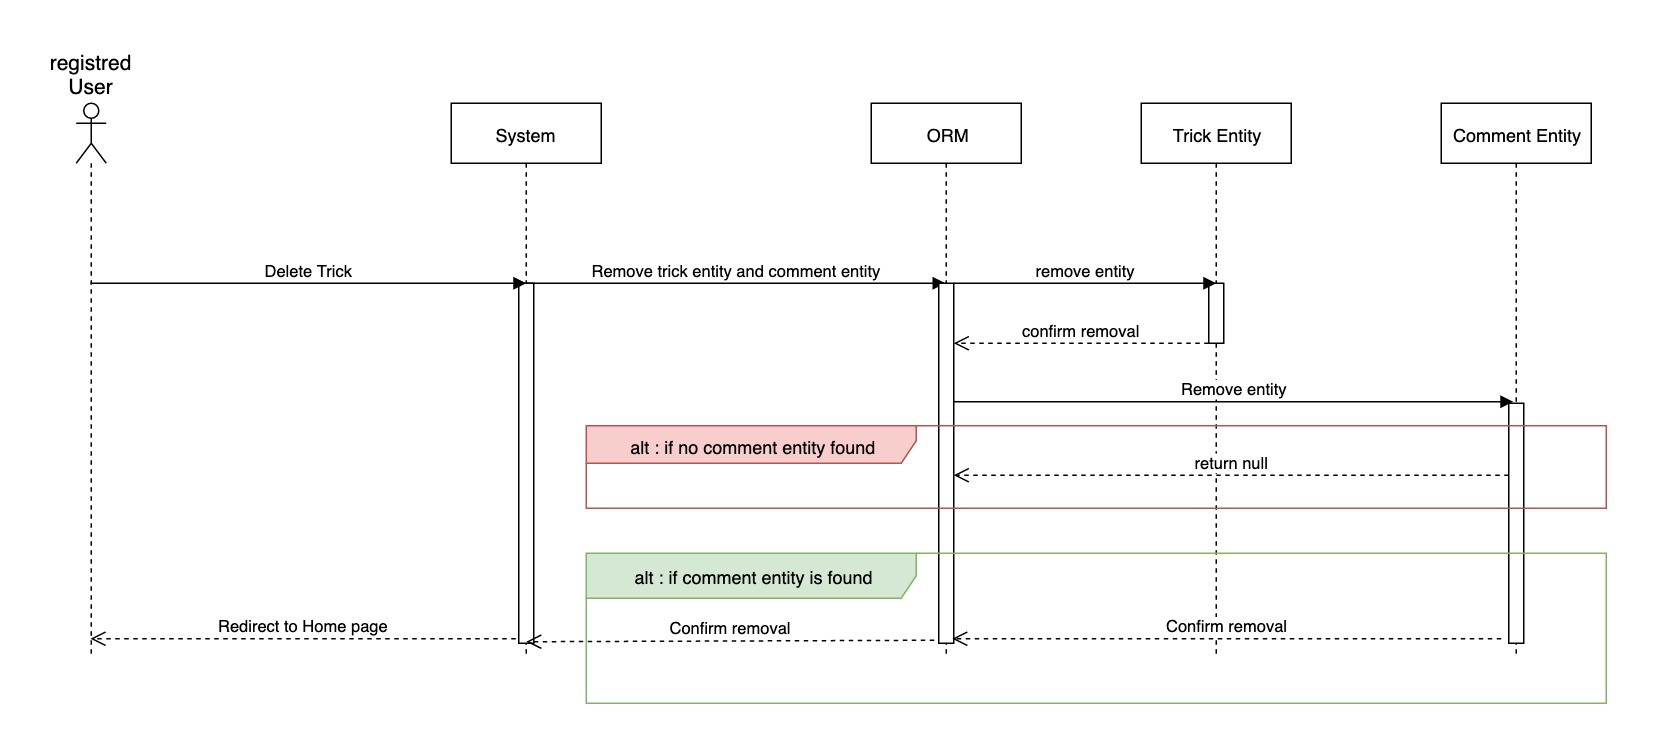 registred
User
System
ORM
Trick Entity
Comment Entity
Delete Trick
Remove trick entity and comment entity
remove entity
confirm removal
Remove entity
alt : if no comment entity found
return null
alt : if comment entity is found
Redirect to Home page
Confirm removal
Confirm removal